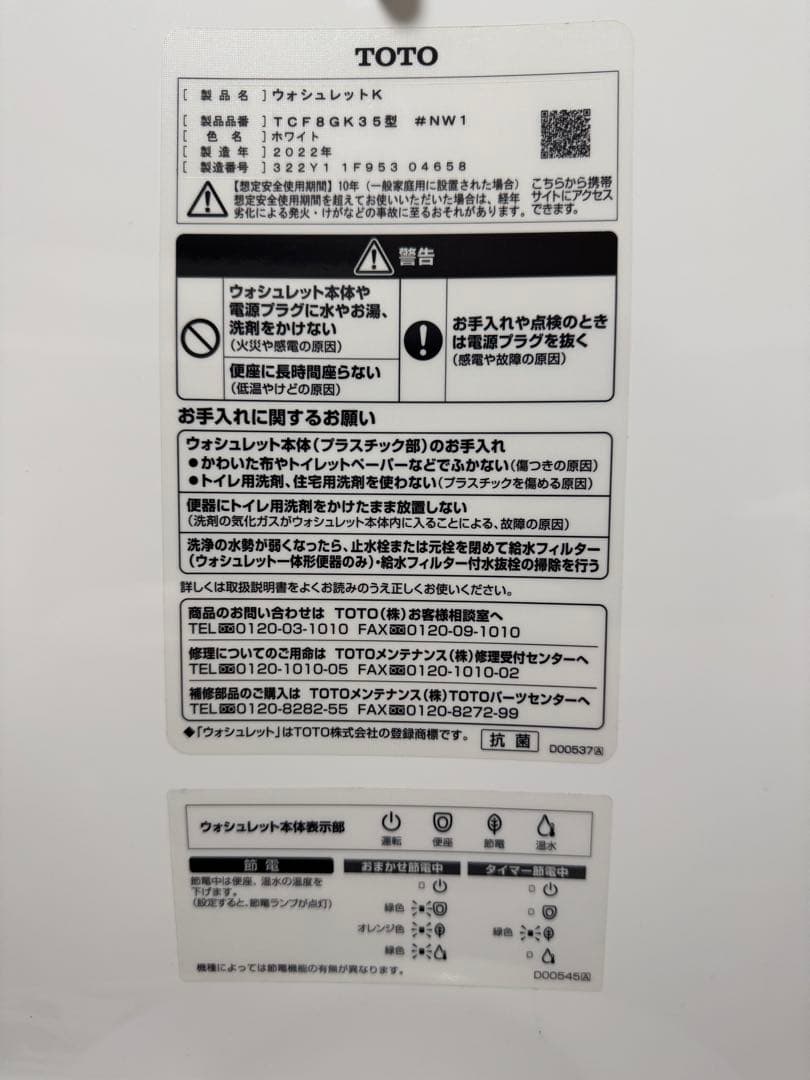 TOTO
[ 製品名 ] ウォシュレットK
[ 製品品番 ] TCF8GK35型 #NW1
[ 色名 ] ホワイト
[ 製造年 ] 2022年
[ 製造番号 ] 322Y1 1F953 04658
【想定安全使用期間】10年（一般家庭用に設置された場合）
想定安全使用期間を超えてお使いいただいた場合は、経年
劣化による発火・けがなどの事故に至るおそれがあります。
こちらから携帯
サイトにアクセス
できます。
警告
ウォシュレット本体や
電源プラグに水やお湯、
洗剤をかけない
（火災や感電の原因）
便座に長時間座らない
（低温やけどの原因）
お手入れや点検のとき
は電源プラグを抜く
（感電や故障の原因）
お手入れに関するお願い
ウォシュレット本体（プラスチック部）のお手入れ
●かわいた布やトイレットペーパーなどでふかない（傷つきの原因）
●トイレ用洗剤、住宅用洗剤を使わない（プラスチックを傷める原因）
便器にトイレ用洗剤をかけたまま放置しない
（洗剤の気化ガスがウォシュレット本体内に入ることによる、故障の原因）
洗浄の水勢が弱くなったら、止水栓または元栓を閉めて給水フィルター
（ウォシュレット一体形便器のみ）・給水フィルター付水抜栓の掃除を行う
詳しくは取扱説明書をよくお読みのうえ正しくお使いください。
商品のお問い合わせは TOTO（株）お客様相談室へ
TEL 0120-03-1010 FAX 0120-09-1010
修理についてのご用命は TOTOメンテナンス（株）修理受付センターへ
TEL 0120-1010-05 FAX 0120-1010-02
補修部品のご購入は TOTOメンテナンス（株）TOTOパーツセンターへ
TEL 0120-8282-55 FAX 0120-8272-99
◆「ウォシュレット」はTOTO株式会社の登録商標です。 抗菌
D00537A
ウォシュレット本体表示部
運転 便座 節電 温水
節電
節電中は便座、温水の温度を
下げます。
（設定すると、節電ランプが点灯）
おまかせ節電中
緑色
オレンジ色
緑色
タイマー節電中
緑色
機種によっては節電機能の有無が異なります。
D00545A